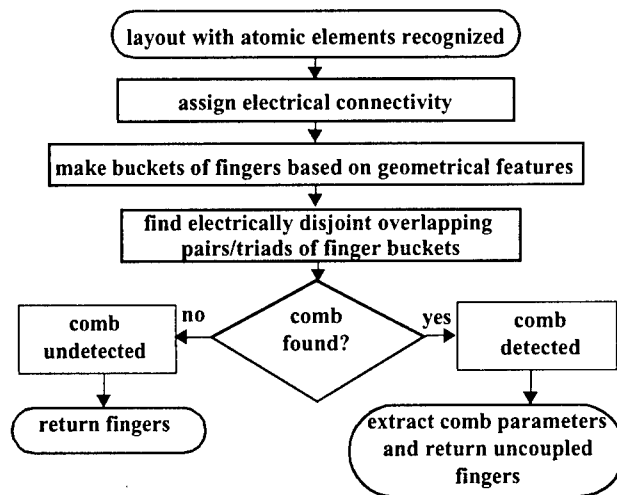 layout with atomic elements recognized
assign electrical connectivity
make buckets of fingers based on geometrical features
find electrically disjoint overlapping
pairs/triads of finger buckets
comb
undetected
no
comb
found?
yes
comb
detected
return fingers
extract comb parameters
and return uncoupled
fingers